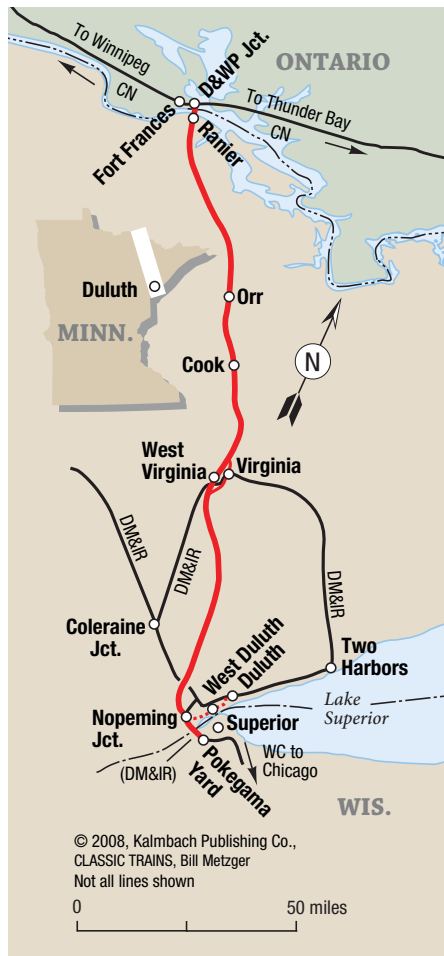 To Winnipeg
CN
D&WP Jct.
ONTARIO
To Thunder Bay
CN
Fort Frances
Ranier
Duluth
MINN.
Orr
N
Cook
West
Virginia
Virginia
DM&IR
DM&IR
DM&IR
Coleraine
Jct.
West Duluth
Duluth
Two
Harbors
Lake
Superior
Nopeming
Jct.
Superior
(DM&IR)
Pokegama
Yard
WC to
Chicago
WIS.
© 2008, Kalmbach Publishing Co.,
CLASSIC TRAINS, Bill Metzger
Not all lines shown
0 50 miles